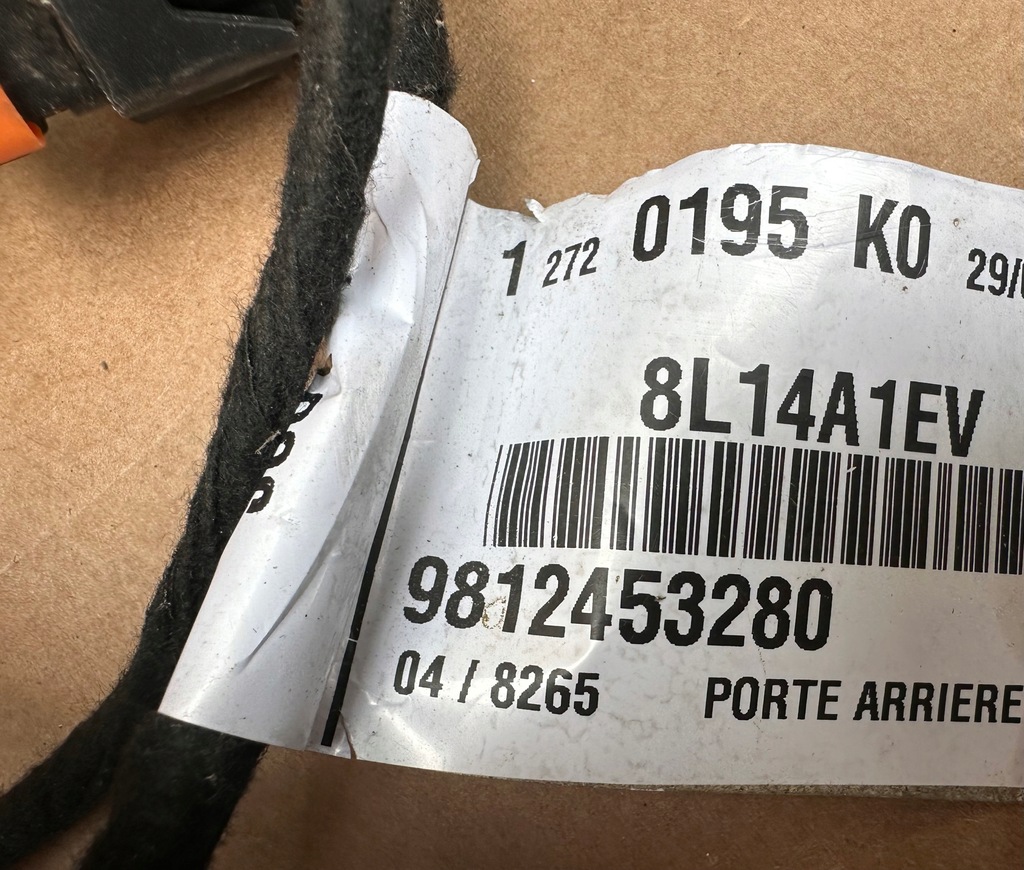 1 272 0195 K0 29/
8L14A1EV
9812453280
04 / 8265 PORTE ARRIERE